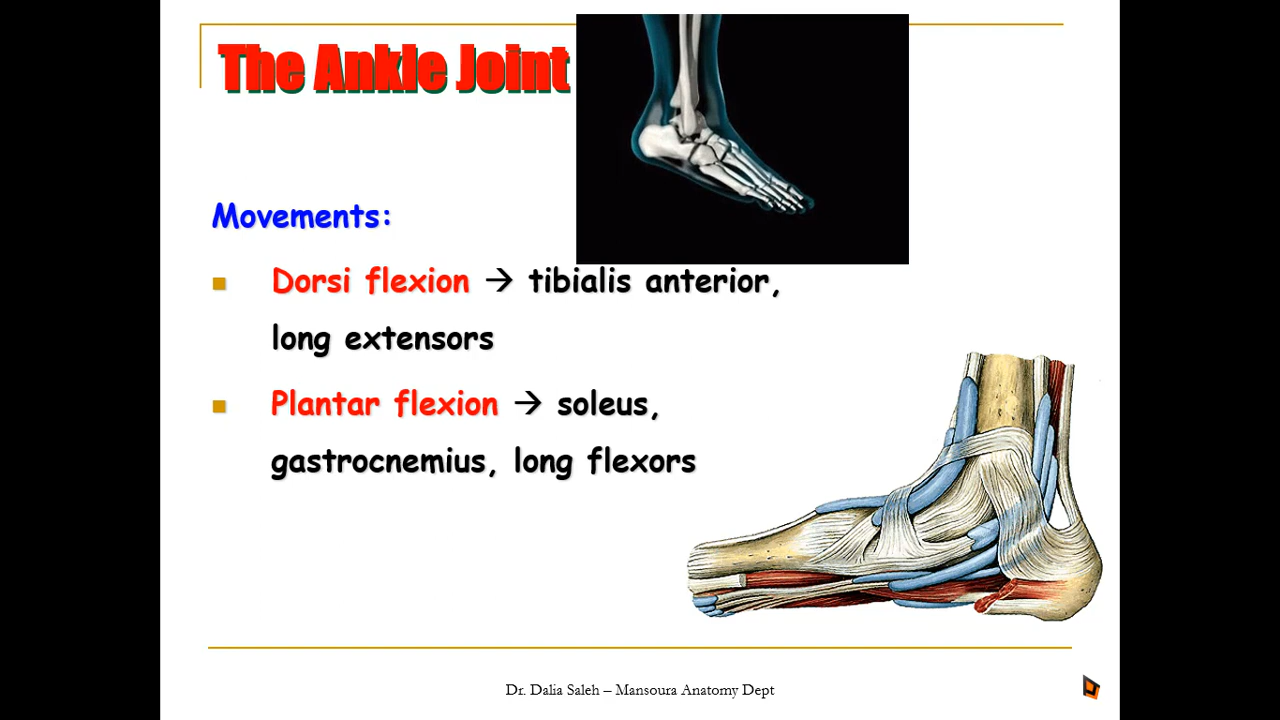 The Ankle Joint
Movements:
Dorsi flexion → tibialis anterior,
long extensors
Plantar flexion → soleus,
gastrocnemius, long flexors
Dr. Dalia Saleh – Mansoura Anatomy Dept